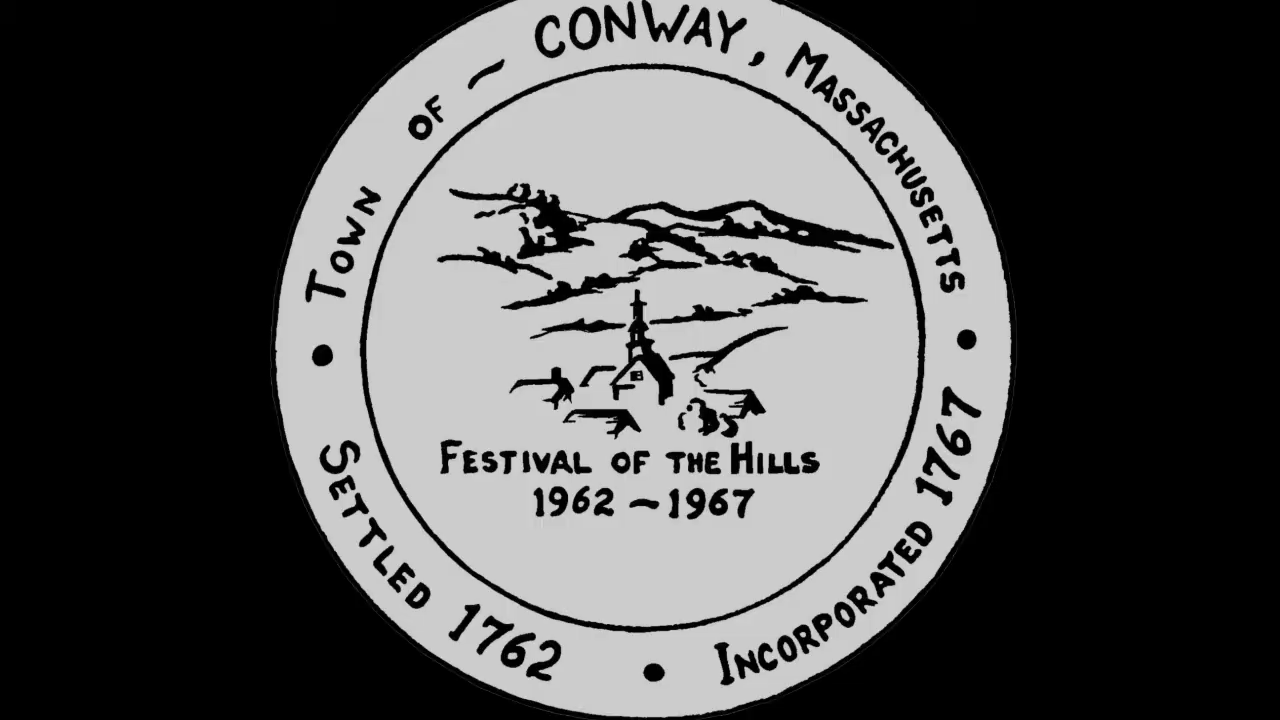 Town of ~ CONWAY, Massachusetts
Festival of the Hills
1962 ~ 1967
Settled 1762
Incorporated 1767